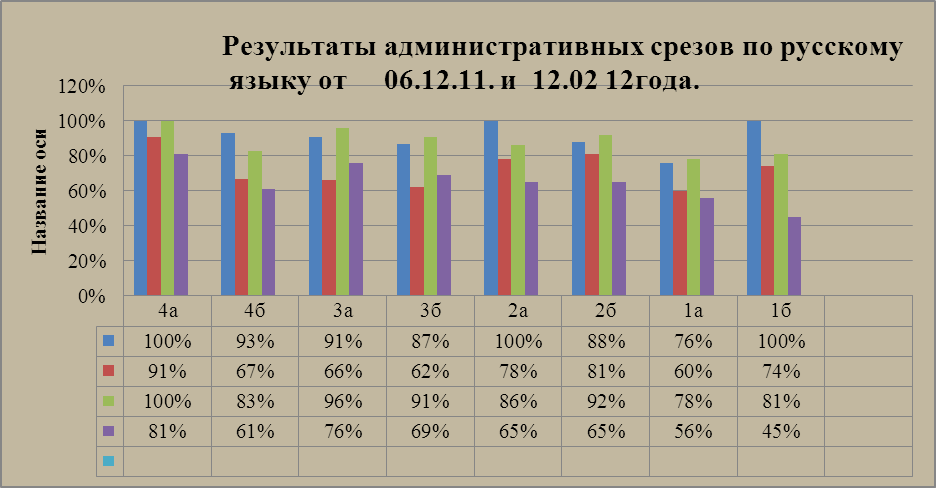 Результаты административных срезов по русскому
языку от 06.12.11. и 12.02 12года.
Название оси
120%
100%
80%
60%
40%
20%
0%
4а 4б 3а 3б 2а 2б 1а 1б
100% 93% 91% 87% 100% 88% 76% 100%
91% 67% 66% 62% 78% 81% 60% 74%
100% 83% 96% 91% 86% 92% 78% 81%
81% 61% 76% 69% 65% 65% 56% 45%